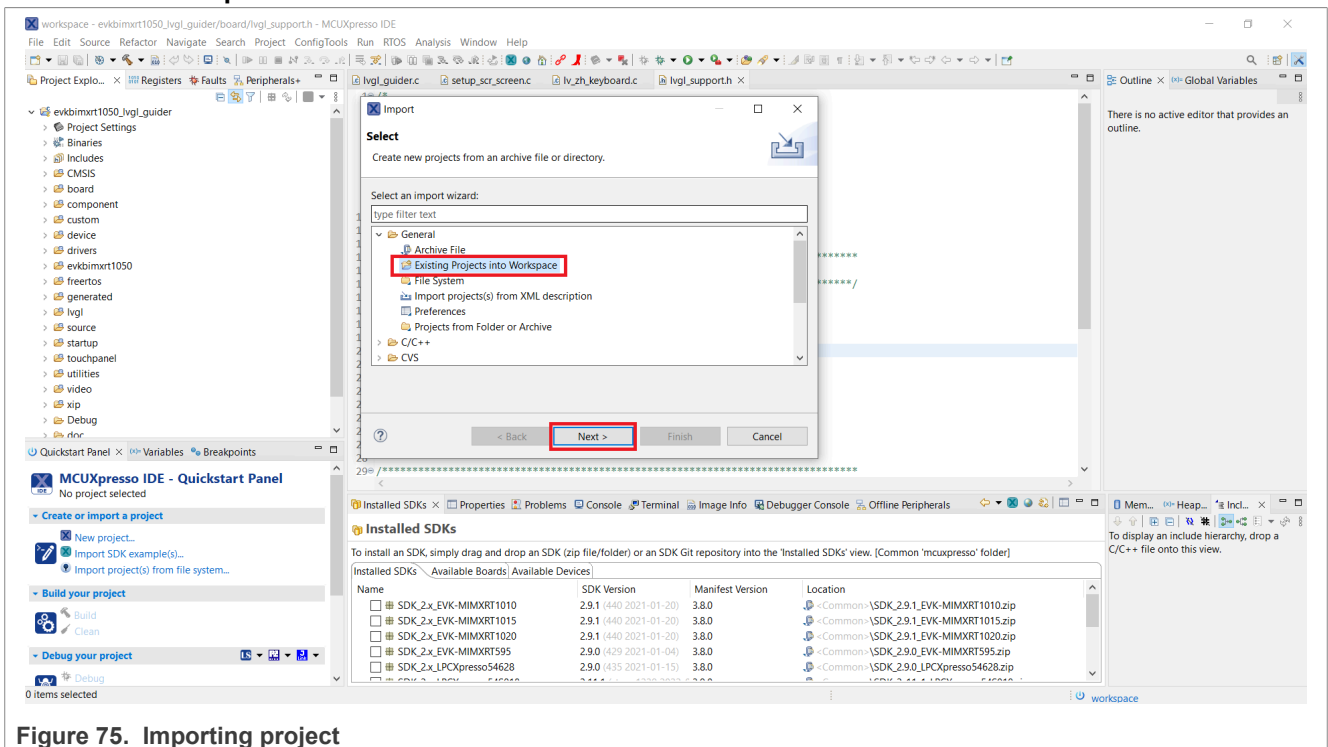 workspace - evkbimxrt1050_lvgl_guider/board/lvgl_support.h - MCUXpresso IDE
File Edit Source Refactor Navigate Search Project ConfigTools Run RTOS Analysis Window Help
Project Explo... Registers Faults Peripherals+
lvgl_guider.c setup_scr_screen.c lv_zh_keyboard.c lvgl_support.h
Outline Global Variables
There is no active editor that provides an
outline.
evkbimxrt1050_lvgl_guider
Project Settings
Binaries
Includes
CMSIS
board
component
custom
device
drivers
evkbimxrt1050
freertos
generated
lvgl
source
startup
touchpanel
utilities
video
xip
Debug
doc
Import
Select
Create new projects from an archive file or directory.
Select an import wizard:
type filter text
General
Archive File
Existing Projects into Workspace
File System
Import projects(s) from XML description
Preferences
Projects from Folder or Archive
C/C++
CVS
< Back Next > Finish Cancel
Quickstart Panel Variables Breakpoints
MCUXpresso IDE - Quickstart Panel
No project selected
Create or import a project
New project...
Import SDK example(s)...
Import project(s) from file system...
Build your project
Build
Clean
Debug your project
Debug
0 items selected
Installed SDKs Properties Problems Console Terminal Image Info Debugger Console Offline Peripherals
Installed SDKs
To install an SDK, simply drag and drop an SDK (zip file/folder) or an SDK Git repository into the 'Installed SDKs' view. [Common 'mcuxpresso' folder]
Installed SDKs Available Boards Available Devices
Name SDK Version Manifest Version Location
SDK_2.x_EVK-MIMXRT1010 2.9.1 (440 2021-01-20) 3.8.0 <Common>\SDK_2.9.1_EVK-MIMXRT1010.zip
SDK_2.x_EVK-MIMXRT1015 2.9.1 (440 2021-01-20) 3.8.0 <Common>\SDK_2.9.1_EVK-MIMXRT1015.zip
SDK_2.x_EVK-MIMXRT1020 2.9.1 (440 2021-01-20) 3.8.0 <Common>\SDK_2.9.1_EVK-MIMXRT1020.zip
SDK_2.x_EVK-MIMXRT595 2.9.0 (429 2021-01-04) 3.8.0 <Common>\SDK_2.9.0_EVK-MIMXRT595.zip
SDK_2.x_LPCXpresso54628 2.9.0 (435 2021-01-15) 3.8.0 <Common>\SDK_2.9.0_LPCXpresso54628.zip
Mem... Heap... Incl...
To display an include hierarchy, drop a
C/C++ file onto this view.
workspace
Figure 75. Importing project